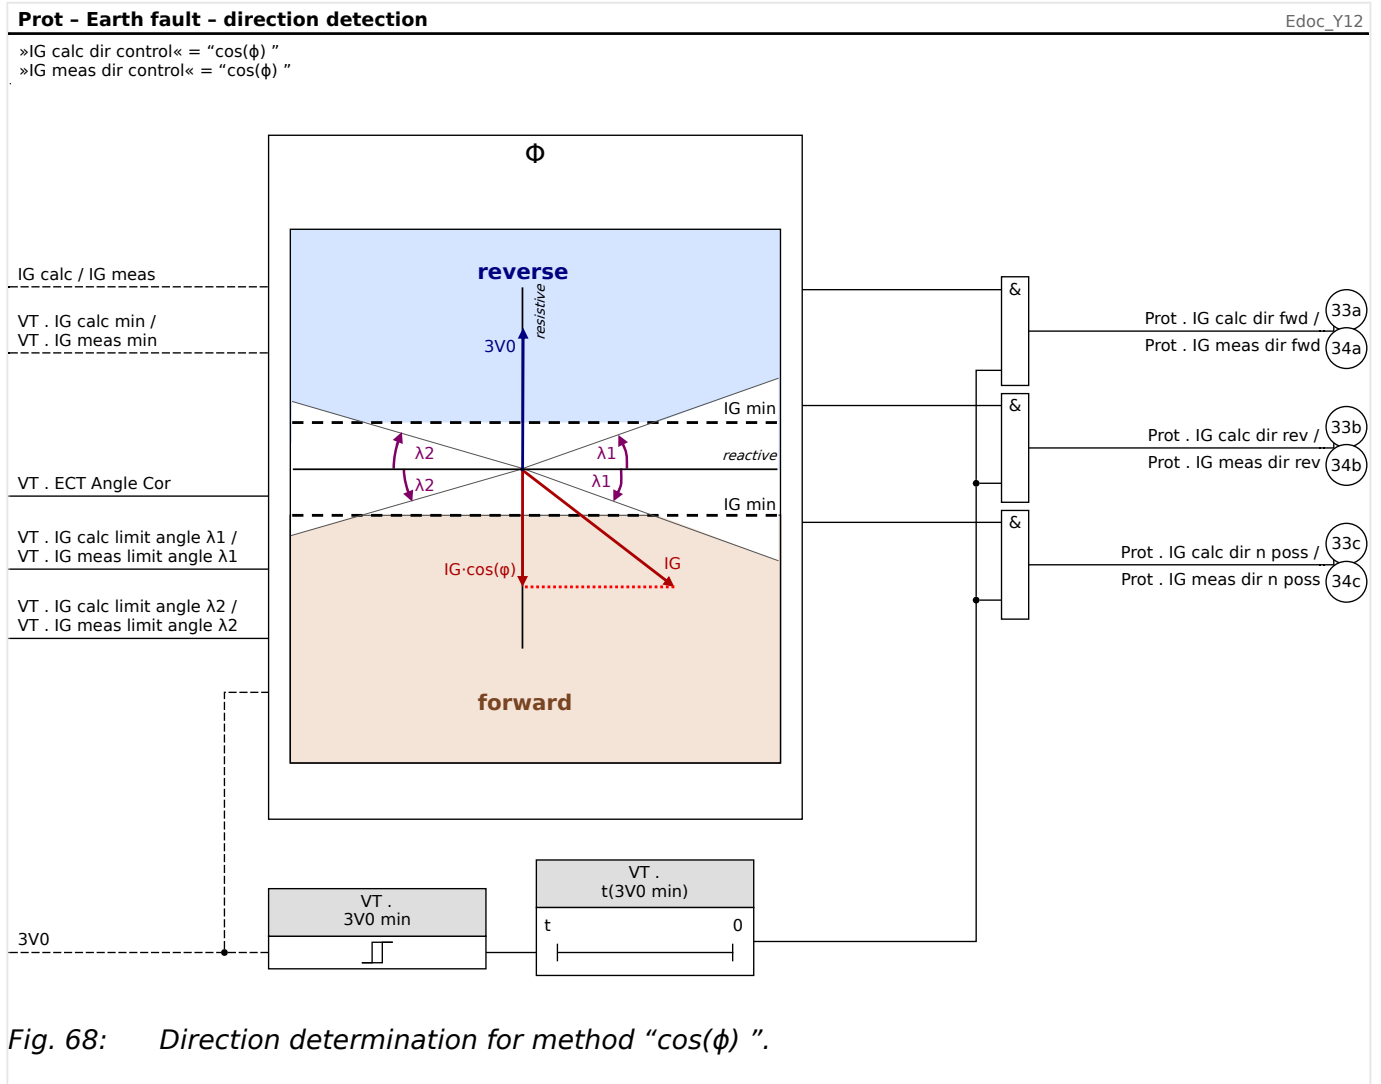 Prot – Earth fault – direction detection
Edoc_Y12
»IG calc dir control« = “cos(ϕ) ”
»IG meas dir control« = “cos(ϕ) ”
Φ
reverse
resistive
3V0
IG calc / IG meas
VT . IG calc min /
VT . IG meas min
IG min
λ2
λ1
reactive
λ2
λ1
IG min
VT . ECT Angle Cor
VT . IG calc limit angle λ1 /
VT . IG meas limit angle λ1
IG·cos(φ)
IG
VT . IG calc limit angle λ2 /
VT . IG meas limit angle λ2
forward
&
Prot . IG calc dir fwd /
33a
Prot . IG meas dir fwd
34a
&
Prot . IG calc dir rev /
33b
Prot . IG meas dir rev
34b
&
Prot . IG calc dir n poss /
33c
Prot . IG meas dir n poss
34c
3V0
VT .
3V0 min
VT .
t(3V0 min)
t
0
Fig. 68: Direction determination for method “cos(ϕ) ”.